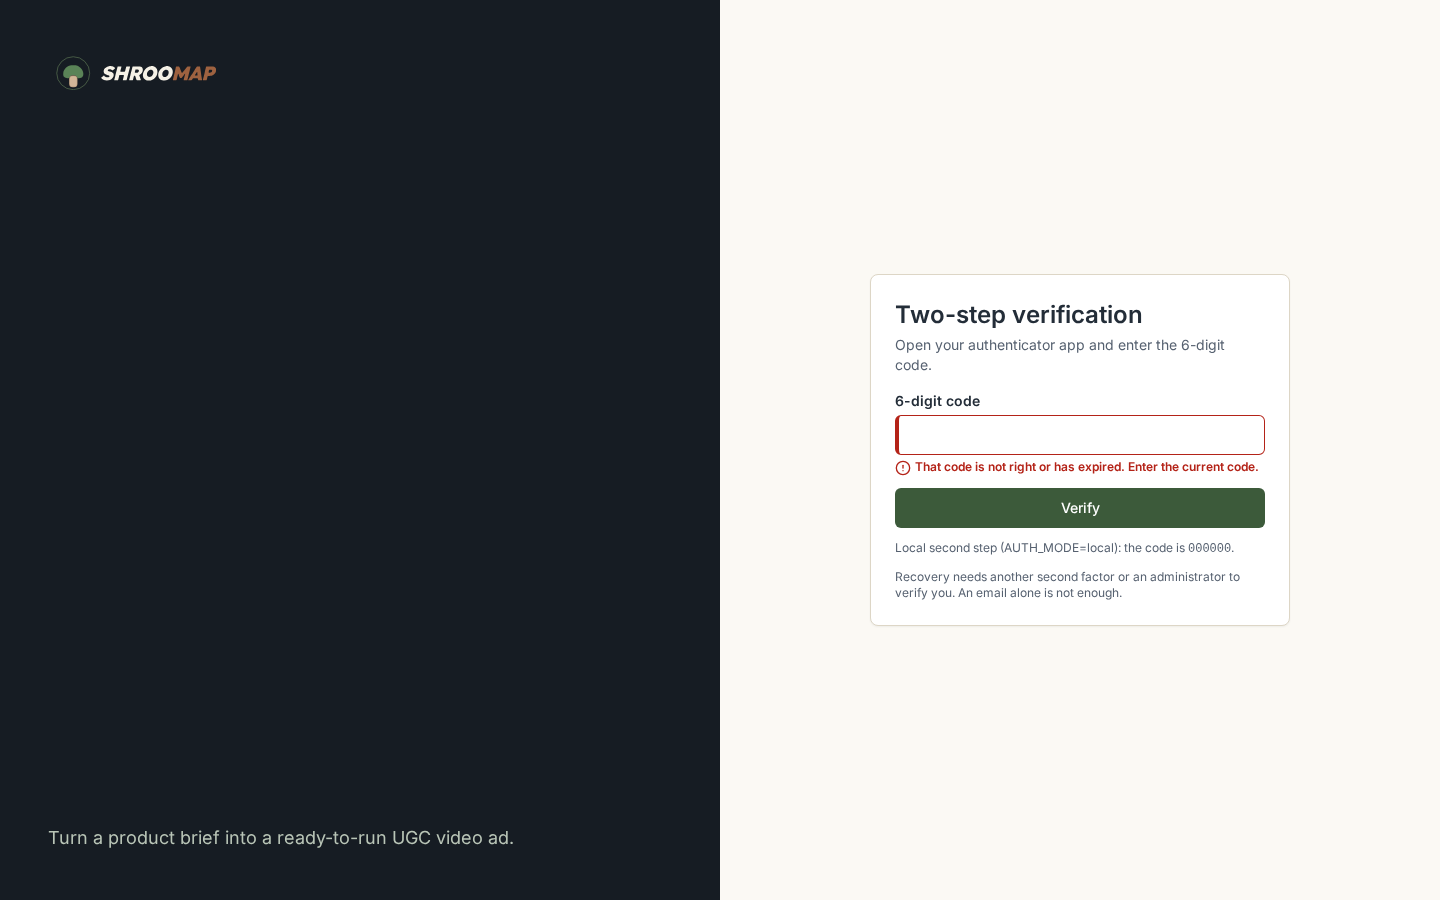 SHROOMAP
Two-step verification
Open your authenticator app and enter the 6-digit
code.
6-digit code
That code is not right or has expired. Enter the current code.
Verify
Local second step (AUTH_MODE=local): the code is 000000.
Recovery needs another second factor or an administrator to
verify you. An email alone is not enough.
Turn a product brief into a ready-to-run UGC video ad.